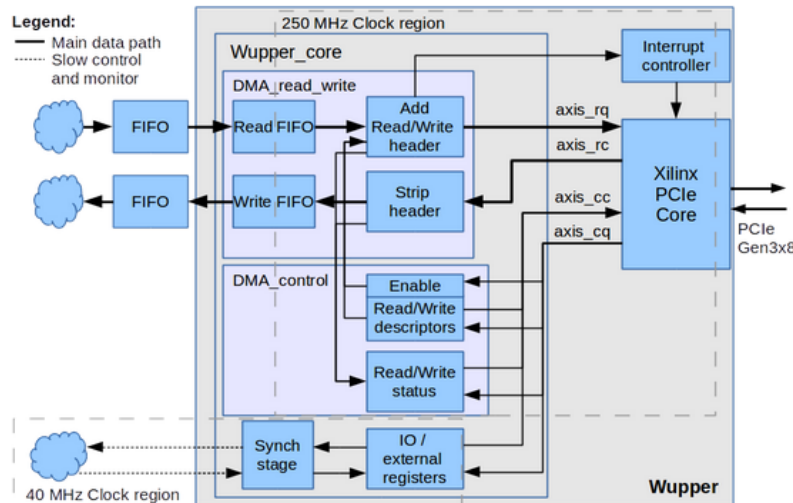 Legend:
Main data path
Slow control
and monitor
250 MHz Clock region
Wupper_core
DMA_read_write
Interrupt
controller
FIFO
Read FIFO
Add
Read/Write
header
axis_rq
axis_rc
FIFO
Write FIFO
Strip
header
axis_cc
axis_cq
Xilinx
PCIe
Core
PCIe
Gen3x8
DMA_control
Enable
Read/Write
descriptors
Read/Write
status
Synch
stage
IO /
external
registers
40 MHz Clock region
Wupper